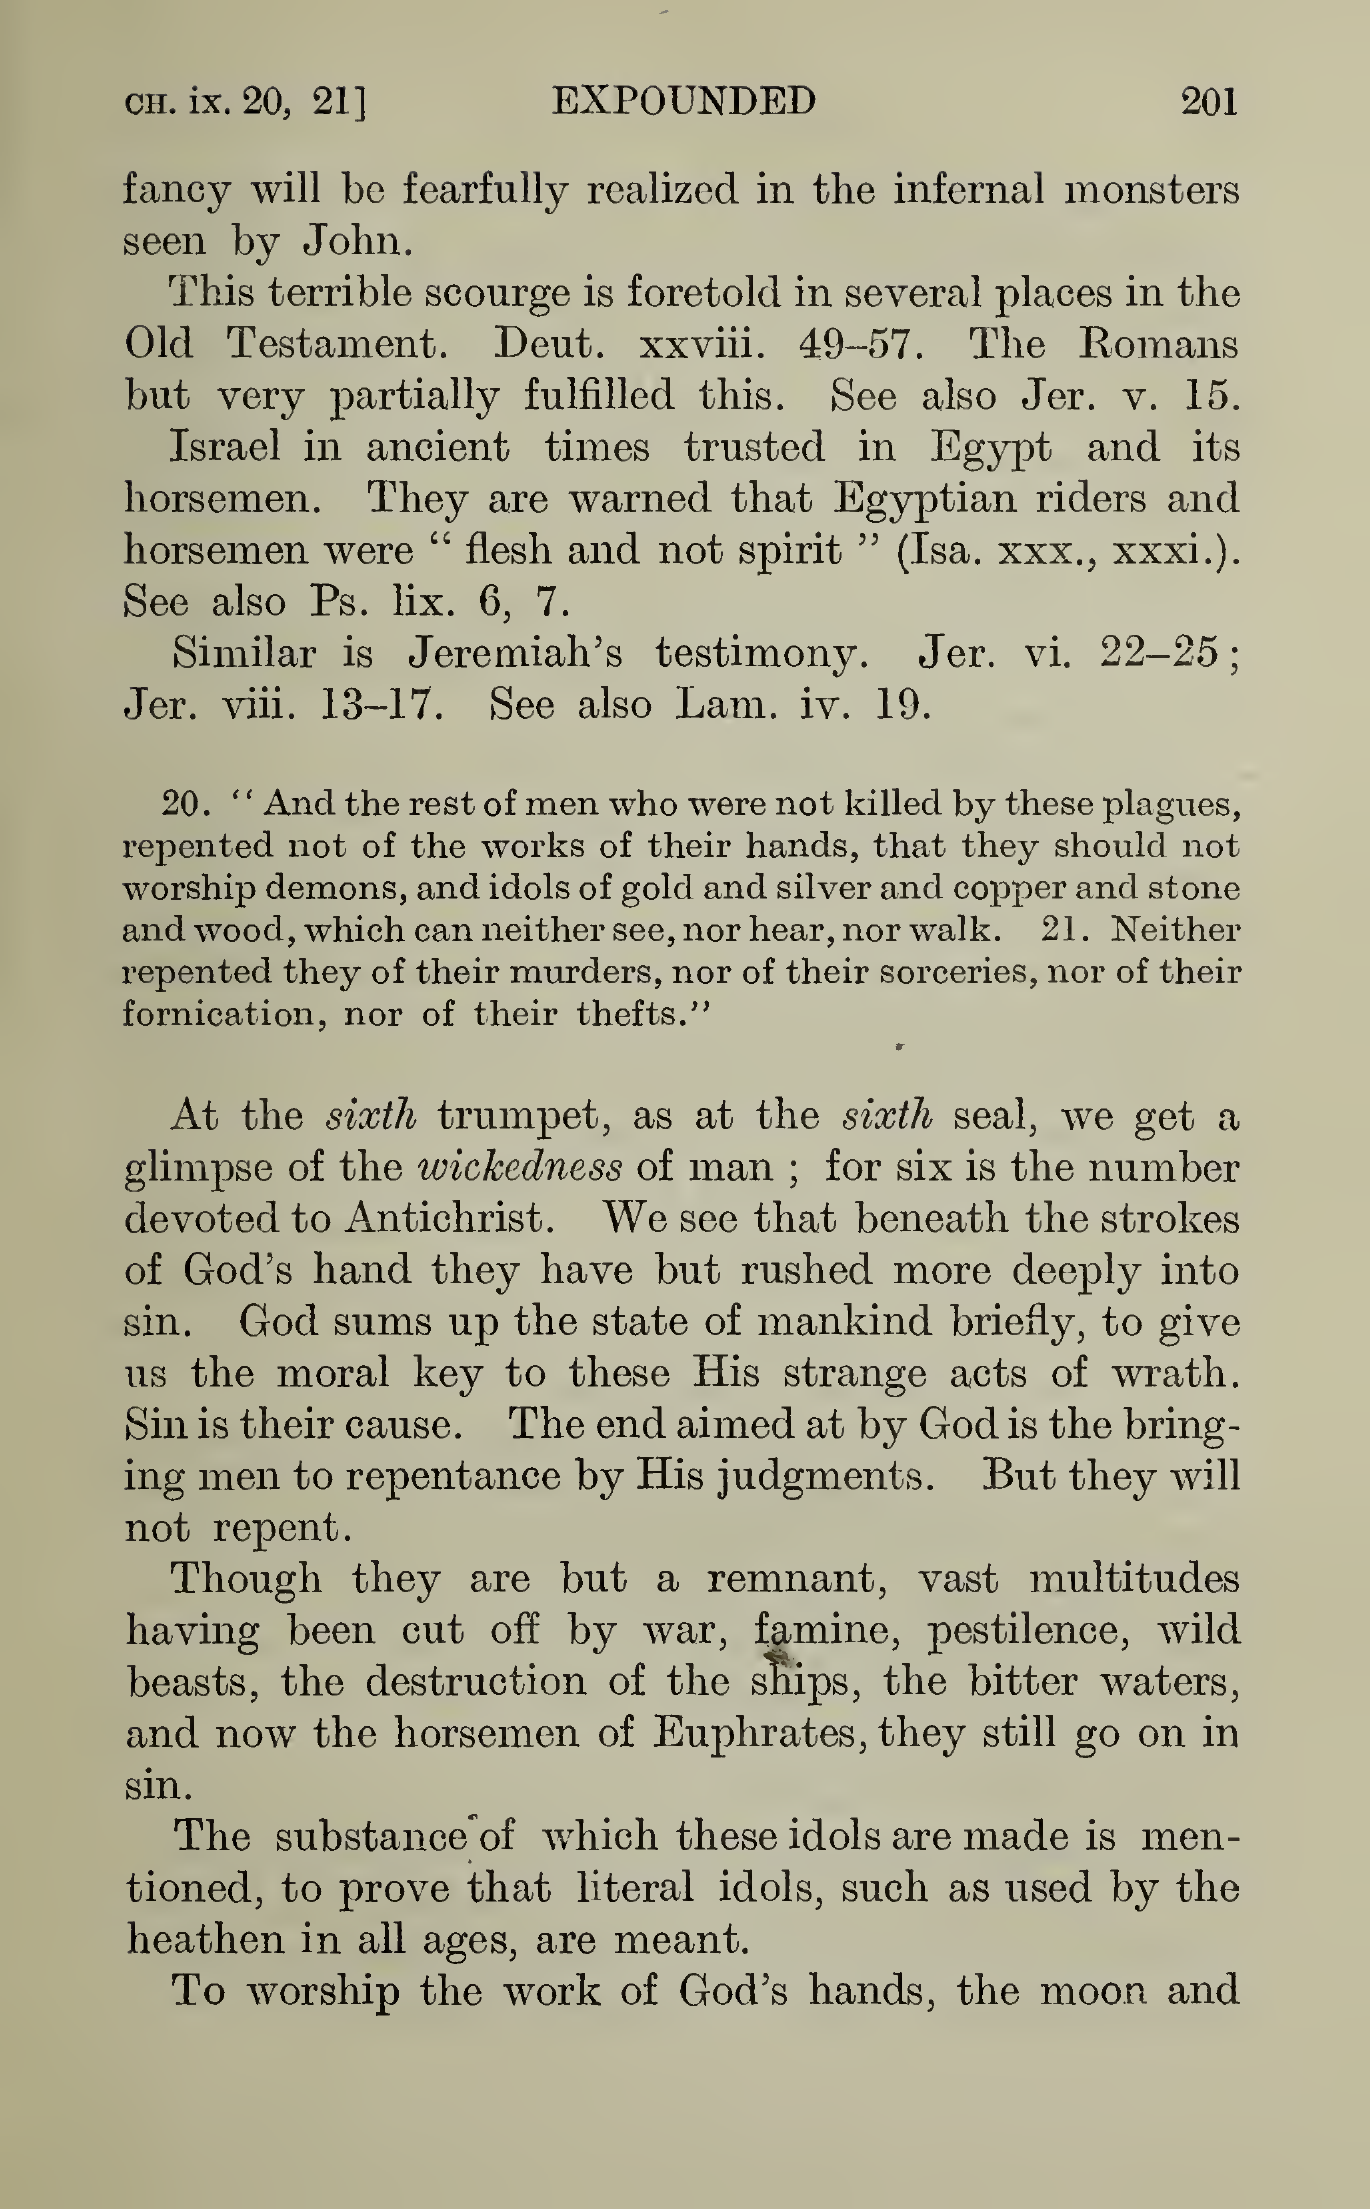 CH. ix. 20, 21] EXPOUNDED 201
fancy will be fearfully realized in the infernal monsters
seen by John.
This terrible scourge is foretold in several places in the
Old Testament. Deut. xxviii. 49–57. The Romans
but very partially fulfilled this. See also Jer. v. 15.
Israel in ancient times trusted in Egypt and its
horsemen. They are warned that Egyptian riders and
horsemen were “ flesh and not spirit ” (Isa. xxx., xxxi.).
See also Ps. lix. 6, 7.
Similar is Jeremiah’s testimony. Jer. vi. 22–25 ;
Jer. viii. 13–17. See also Lam. iv. 19.
20. “ And the rest of men who were not killed by these plagues,
repented not of the works of their hands, that they should not
worship demons, and idols of gold and silver and copper and stone
and wood, which can neither see, nor hear, nor walk. 21. Neither
repented they of their murders, nor of their sorceries, nor of their
fornication, nor of their thefts.”
At the sixth trumpet, as at the sixth seal, we get a
glimpse of the wickedness of man ; for six is the number
devoted to Antichrist. We see that beneath the strokes
of God’s hand they have but rushed more deeply into
sin. God sums up the state of mankind briefly, to give
us the moral key to these His strange acts of wrath.
Sin is their cause. The end aimed at by God is the bring-
ing men to repentance by His judgments. But they will
not repent.
Though they are but a remnant, vast multitudes
having been cut off by war, famine, pestilence, wild
beasts, the destruction of the ships, the bitter waters,
and now the horsemen of Euphrates, they still go on in
sin.
The substance of which these idols are made is men-
tioned, to prove that literal idols, such as used by the
heathen in all ages, are meant.
To worship the work of God’s hands, the moon and